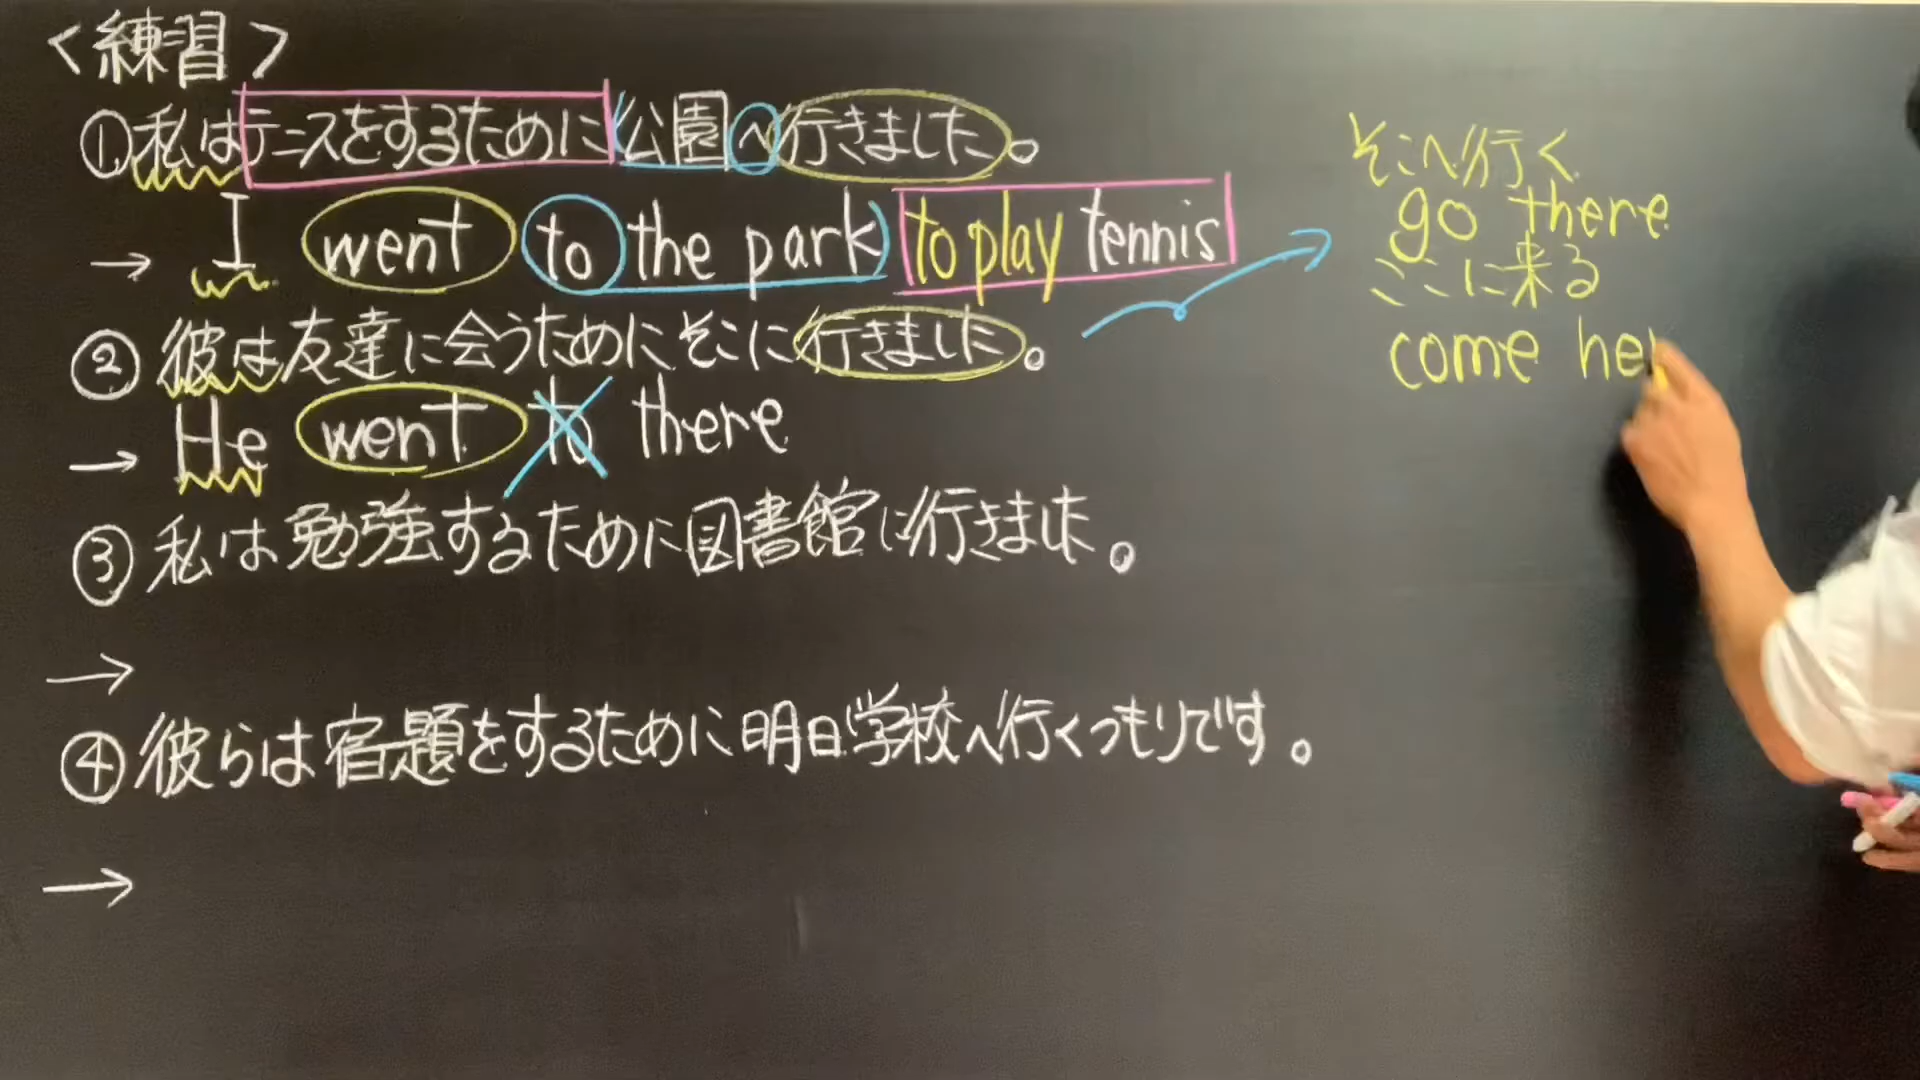 <練習>
①私はテニスをするために公園へ行きました。
→ I went to the park to play tennis
②彼は友達に会うためにそこに行きました。
→ He went to there
③私は勉強するために図書館に行きました。
→
④彼らは宿題をするために明日学校へ行くつもりです。
→
そこへ行く
go there
ここに来る
come he